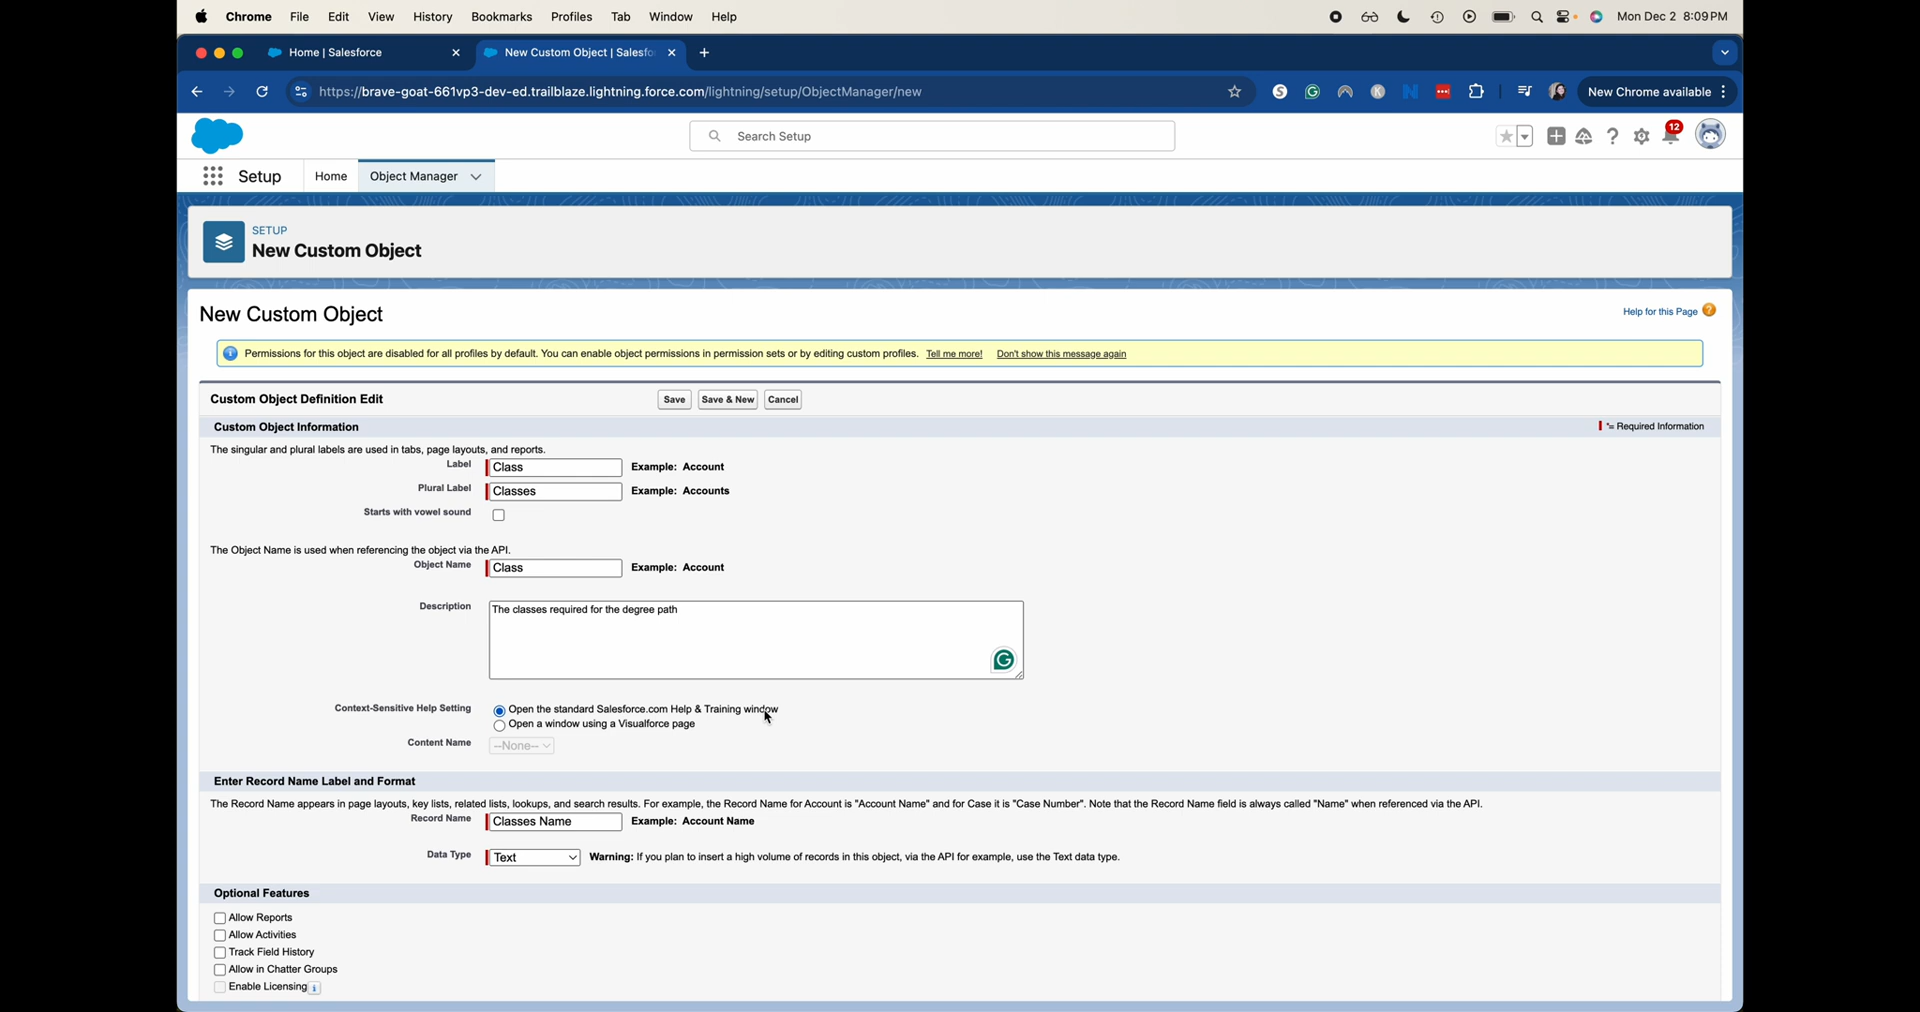 Chrome File Edit View History Bookmarks Profiles Tab Window Help Mon Dec 2 8:09 PM
Home | Salesforce New Custom Object | Salesfo
https://brave-goat-661vp3-dev-ed.trailblaze.lightning.force.com/lightning/setup/ObjectManager/new New Chrome available
Search Setup 12
Setup Home Object Manager
SETUP
New Custom Object
New Custom Object Help for this Page ?
Permissions for this object are disabled for all profiles by default. You can enable object permissions in permission sets or by editing custom profiles. Tell me more! Don't show this message again
Custom Object Definition Edit Save Save & New Cancel
Custom Object Information *= Required Information
The singular and plural labels are used in tabs, page layouts, and reports.
Label Class Example: Account
Plural Label Classes Example: Accounts
Starts with vowel sound
The Object Name is used when referencing the object via the API.
Object Name Class Example: Account
Description The classes required for the degree path
Context-Sensitive Help Setting Open the standard Salesforce.com Help & Training window
Open a window using a Visualforce page
Content Name --None--
Enter Record Name Label and Format
The Record Name appears in page layouts, key lists, related lists, lookups, and search results. For example, the Record Name for Account is "Account Name" and for Case it is "Case Number". Note that the Record Name field is always called "Name" when referenced via the API.
Record Name Classes Name Example: Account Name
Data Type Text Warning: If you plan to insert a high volume of records in this object, via the API for example, use the Text data type.
Optional Features
Allow Reports
Allow Activities
Track Field History
Allow in Chatter Groups
Enable Licensing i